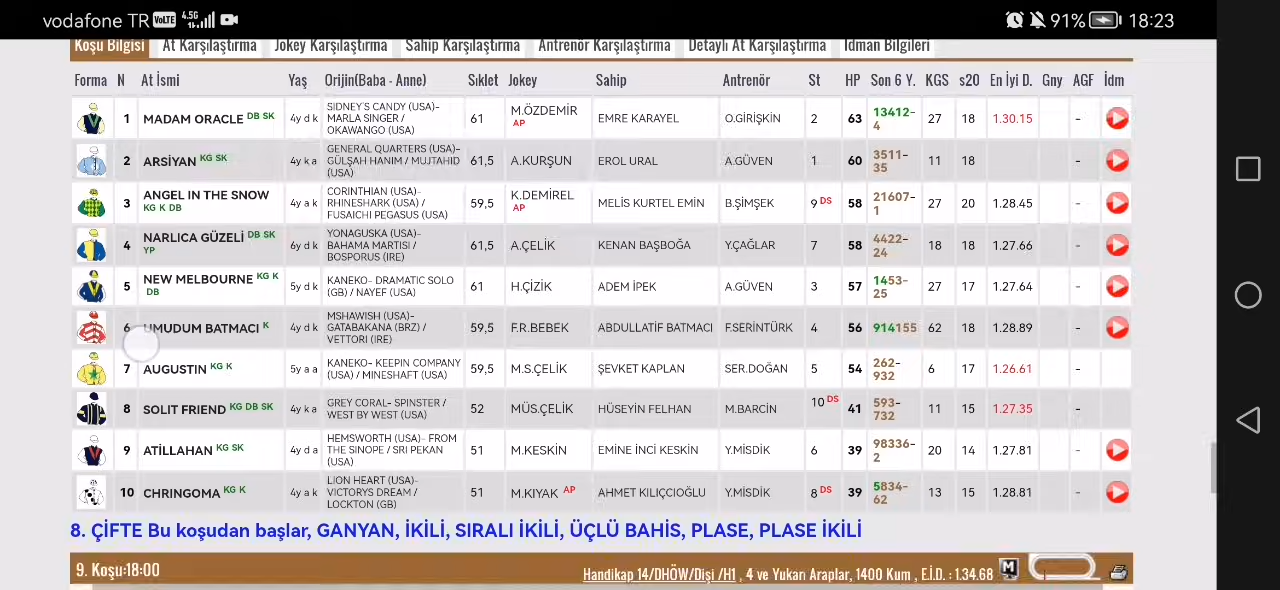 vodafone TR VoLTE 4.5G 91% 18:23
Koşu Bilgisi At Karşılaştırma Jokey Karşılaştırma Sahip Karşılaştırma Antrenör Karşılaştırma Detaylı At Karşılaştırma İdman Bilgileri
Forma N At İsmi Yaş Orijin(Baba - Anne) Sıklet Jokey Sahip Antrenör St HP Son 6 Y. KGS s20 En İyi D. Gny AGF İdm
1 MADAM ORACLE DB SK 4y d k SIDNEY'S CANDY (USA)- MARLA SINGER / OKAWANGO (USA) 61 M.ÖZDEMİR AP EMRE KARAYEL O.GİRİŞKİN 2 63 13412-4 27 18 1.30.15 -
2 ARSİYAN KG SK 4y k a GENERAL QUARTERS (USA)- GÜLŞAH HANIM / MUJTAHID (USA) 61,5 A.KURŞUN EROL URAL A.GÜVEN 1 60 3511-35 11 18 -
3 ANGEL IN THE SNOW KG K DB 4y a k CORINTHIAN (USA)- RHINESHARK (USA) / FUSAICHI PEGASUS (USA) 59,5 K.DEMİREL AP MELİS KURTEL EMİN B.ŞİMŞEK 9 DS 58 21607-1 27 20 1.28.45 -
4 NARLICA GÜZELİ DB SK YP 6y d k YONAGUSKA (USA)- BAHAMA MARTISI / BOSPORUS (IRE) 61,5 A.ÇELİK KENAN BAŞBOĞA Y.ÇAĞLAR 7 58 4422-24 18 18 1.27.66 -
5 NEW MELBOURNE KG K DB 5y d k KANEKO- DRAMATIC SOLO (GB) / NAYEF (USA) 61 H.ÇİZİK ADEM İPEK A.GÜVEN 3 57 1453-25 27 17 1.27.64 -
6 UMUDUM BATMACI K 4y d k MSHAWISH (USA)- GATABAKANA (BRZ) / VETTORI (IRE) 59,5 F.R.BEBEK ABDULLATİF BATMACI F.SERİNTÜRK 4 56 914155 62 18 1.28.89 -
7 AUGUSTIN KG K 5y a a KANEKO- KEEPIN COMPANY (USA) / MINESHAFT (USA) 59,5 M.S.ÇELİK ŞEVKET KAPLAN SER.DOĞAN 5 54 262-932 6 17 1.26.61 -
8 SOLIT FRIEND KG DB SK 4y k a GREY CORAL- SPINSTER / WEST BY WEST (USA) 52 MÜS.ÇELİK HÜSEYİN FELHAN M.BARCİN 10 DS 41 593-732 11 15 1.27.35 -
9 ATİLLAHAN KG SK 4y d a HEMSWORTH (USA)- FROM THE SINOPE / SRI PEKAN (USA) 51 M.KESKİN EMİNE İNCİ KESKİN Y.MİSDİK 6 39 98336-2 20 14 1.27.81 -
10 CHRINGOMA KG K 4y a k LION HEART (USA)- VICTORYS DREAM / LOCKTON (GB) 51 M.KIYAK AP AHMET KILIÇCIOĞLU Y.MİSDİK 8 DS 39 5834-62 13 15 1.28.81 -
8. ÇİFTE Bu koşudan başlar, GANYAN, İKİLİ, SIRALI İKİLİ, ÜÇLÜ BAHİS, PLASE, PLASE İKİLİ
9. Koşu:18:00 Handikap 14/DHÖW/Dişi /H1 , 4 ve Yukarı Araplar, 1400 Kum , E.İ.D. : 1.34.68 M